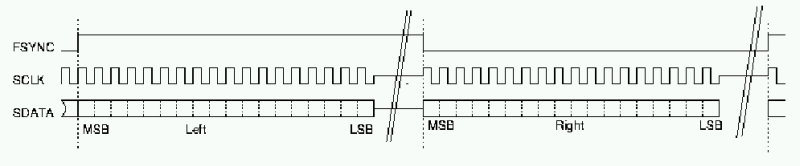 FSYNC
SCLK
SDATA
MSB Left LSB MSB Right LSB